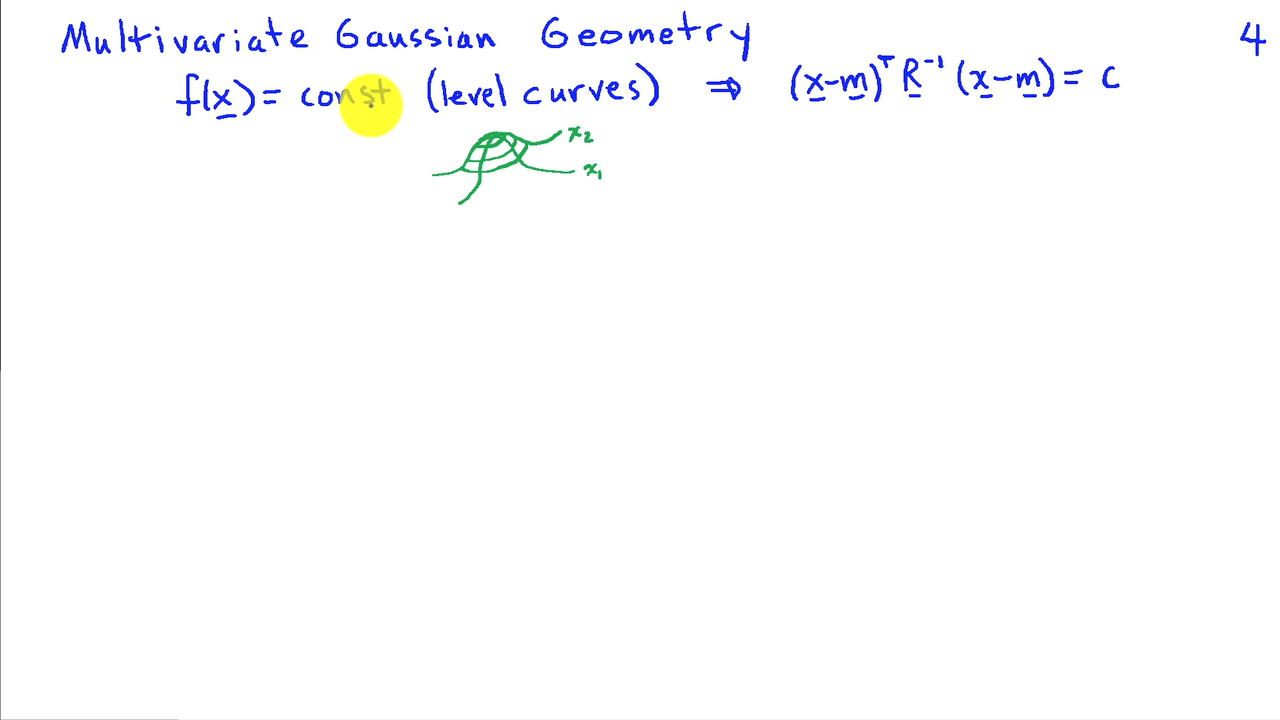 Multivariate Gaussian Geometry 4
f(x) = const (level curves) ⇒ (x-m)ᵀ R⁻¹ (x-m) = c
x₂
x₁